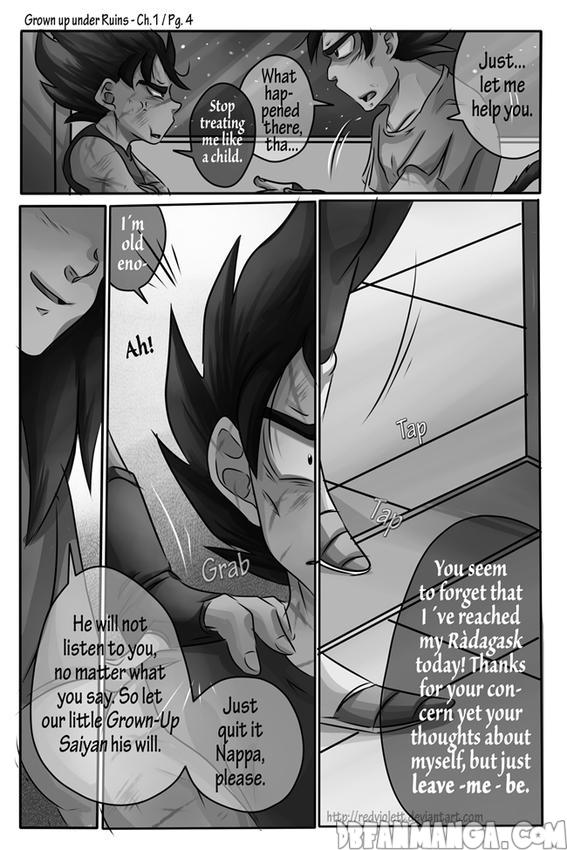 Grown up under Ruins - Ch.1 / Pg. 4
Just...
let me
help you.
What
hap-
pened
there,
tha...
Stop
treating
me like
a child.
I´m
old
eno-
Ah!
Grab
He will not
listen to you,
no matter what
you say. So let
our little Grown-Up
Saiyan his will.
Just
quit it
Nappa,
please.
Tap
Tap
You seem
to forget that
I´ve reached
my Ràdagask
today! Thanks
for your con-
cern yet your
thoughts about
myself, but just
leave -me - be.
http://redviolett.deviantart.com
DBFANMANGA.COM